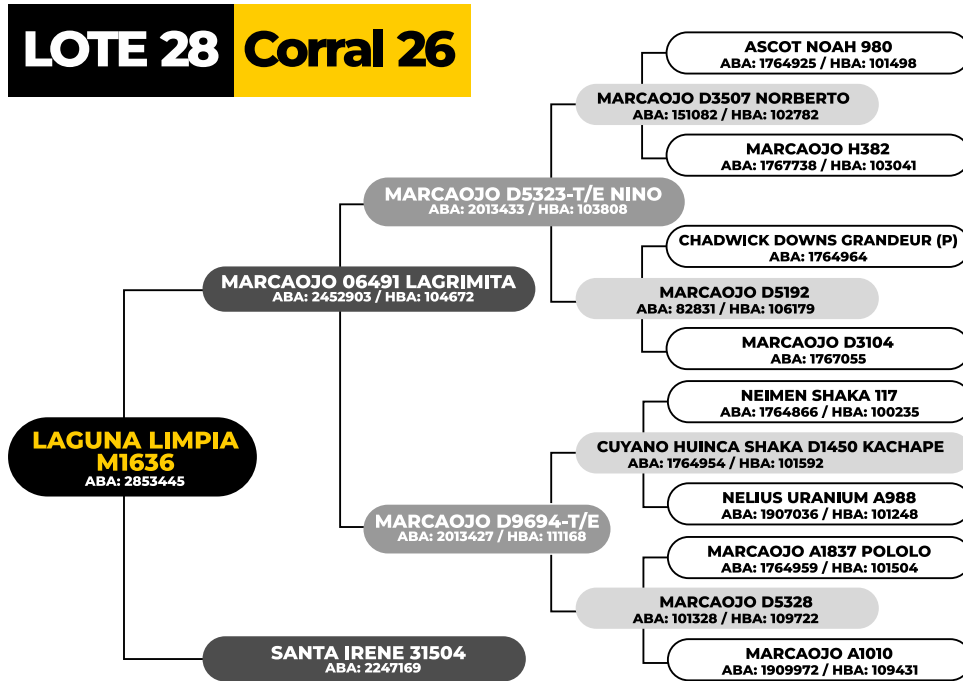 LOTE 28 Corral 26
ASCOT NOAH 980
ABA: 1764925 / HBA: 101498
MARCAOJO D3507 NORBERTO
ABA: 151082 / HBA: 102782
MARCAOJO H382
ABA: 1767738 / HBA: 103041
MARCAOJO D5323-T/E NINO
ABA: 2013433 / HBA: 103808
CHADWICK DOWNS GRANDEUR (P)
ABA: 1764964
MARCAOJO 06491 LAGRIMITA
ABA: 2452903 / HBA: 104672
MARCAOJO D5192
ABA: 82831 / HBA: 106179
MARCAOJO D3104
ABA: 1767055
NEIMEN SHAKA 117
ABA: 1764866 / HBA: 100235
LAGUNA LIMPIA
M1636
ABA: 2853445
CUYANO HUINCA SHAKA D1450 KACHAPE
ABA: 1764954 / HBA: 101592
NELIUS URANIUM A988
ABA: 1907036 / HBA: 101248
MARCAOJO D9694-T/E
ABA: 2013427 / HBA: 111168
MARCAOJO A1837 POLOLO
ABA: 1764959 / HBA: 101504
MARCAOJO D5328
ABA: 101328 / HBA: 109722
SANTA IRENE 31504
ABA: 2247169
MARCAOJO A1010
ABA: 1909972 / HBA: 109431